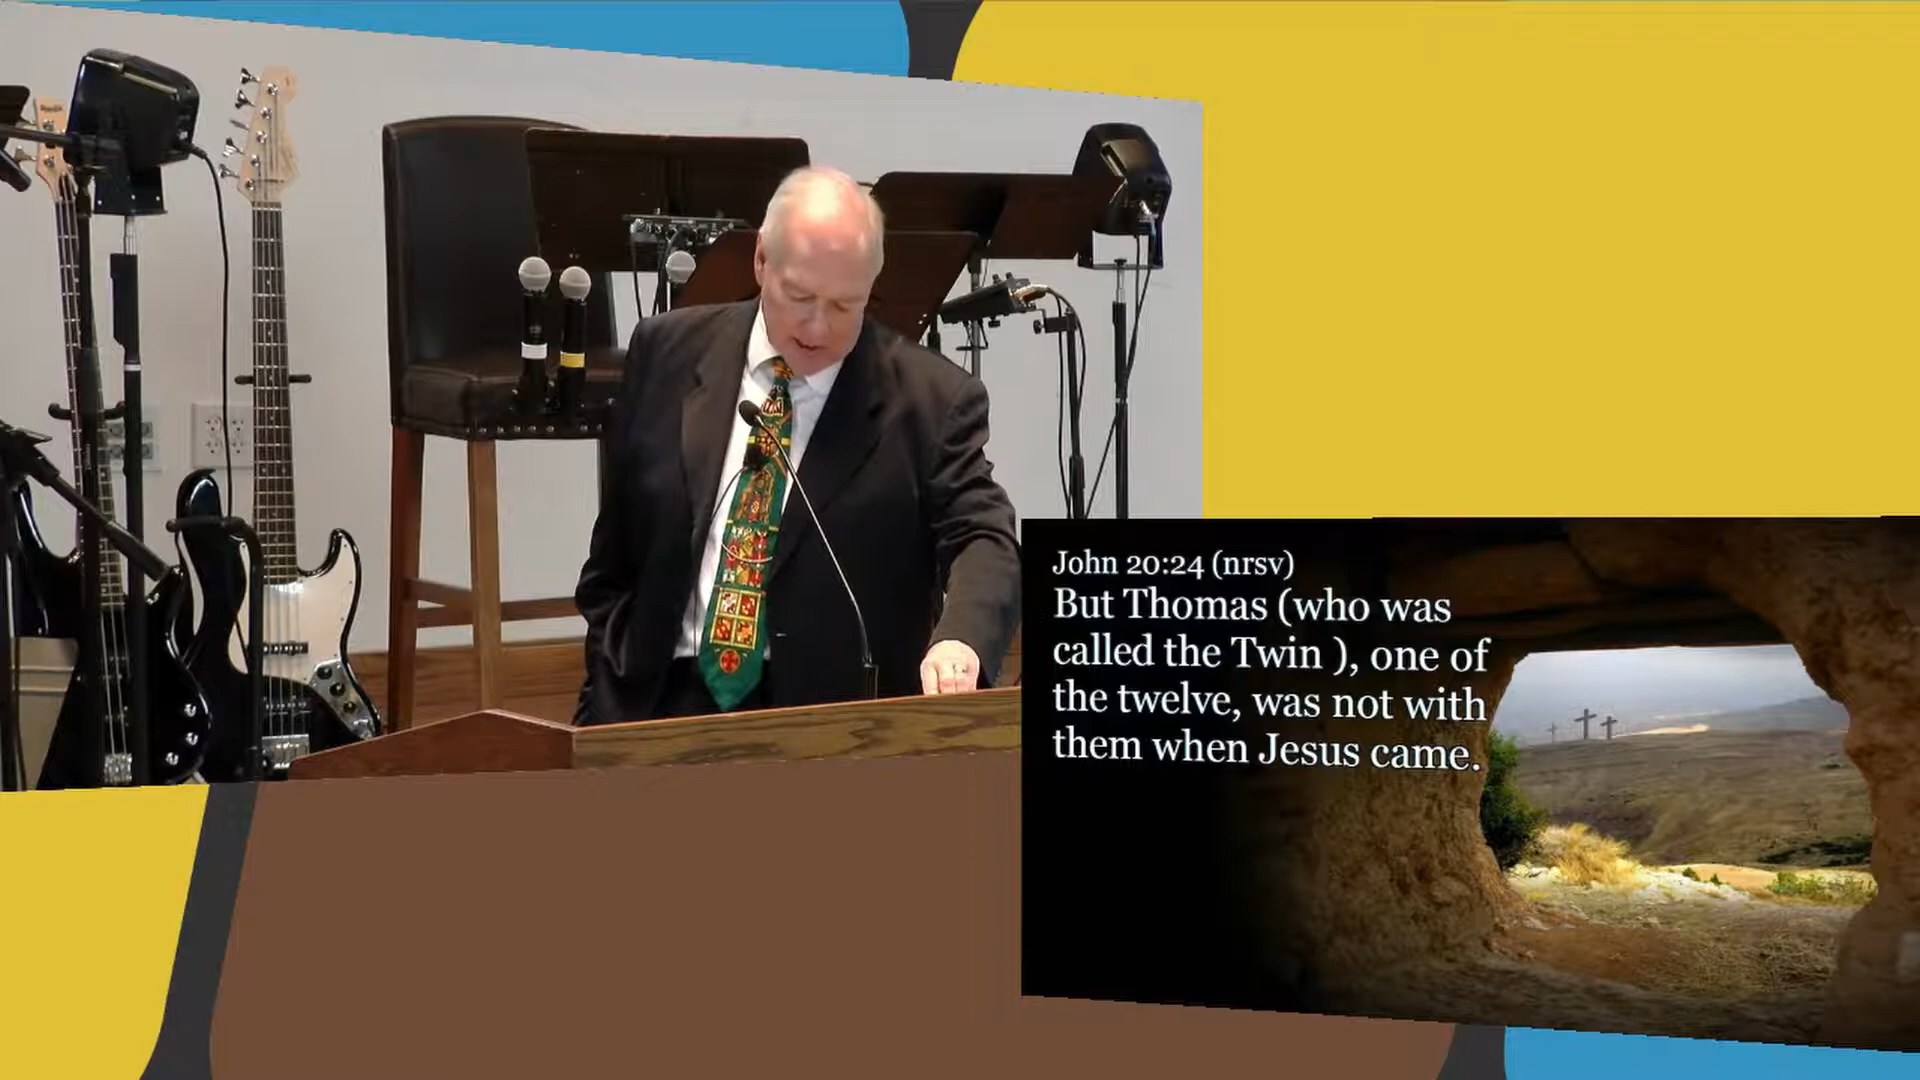 John 20:24 (nrsv)
But Thomas (who was
called the Twin ), one of
the twelve, was not with
them when Jesus came.